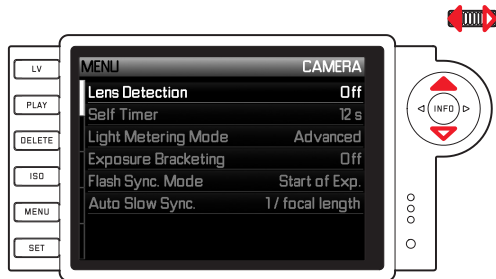 LV
PLAY
DELETE
ISO
MENU
SET
MENU CAMERA
Lens Detection Off
Self Timer 12 s
Light Metering Mode Advanced
Exposure Bracketing Off
Flash Sync. Mode Start of Exp.
Auto Slow Sync. 1/ focal length
INFO